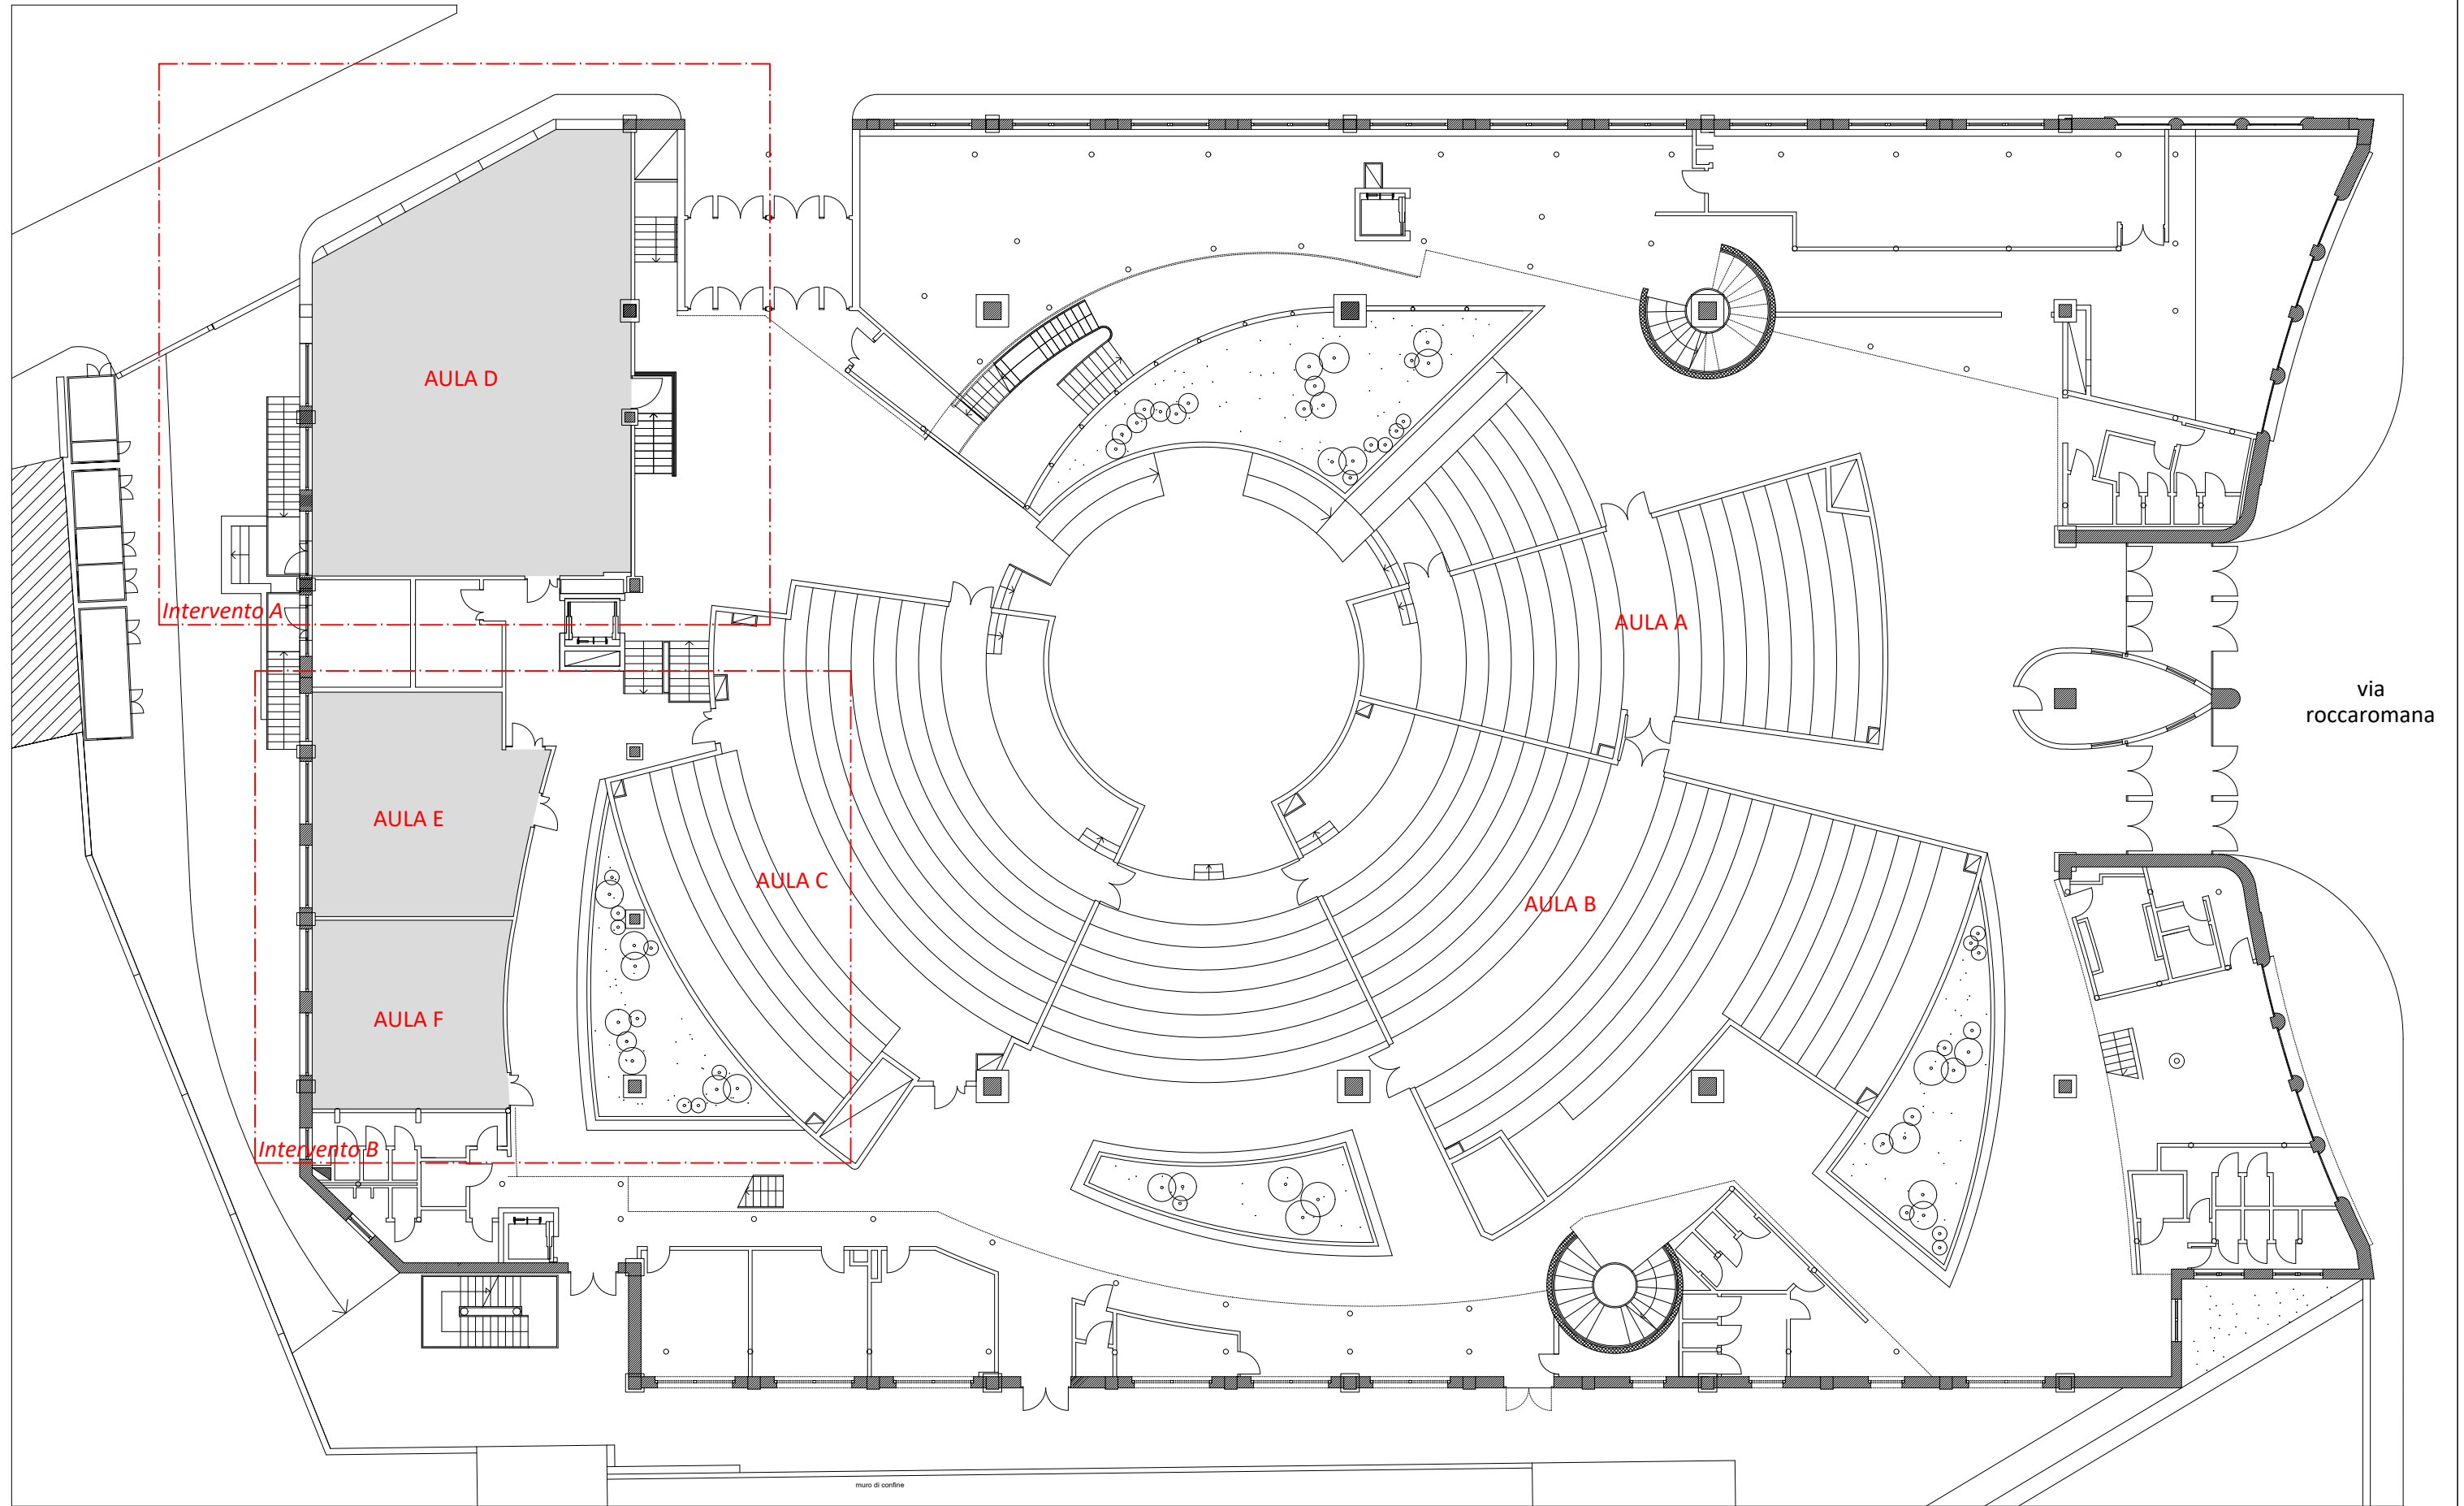 AULA D
Intervento A
AULA A
via
roccaromana
AULA E
AULA C
AULA B
AULA F
Intervento B
muro di confine